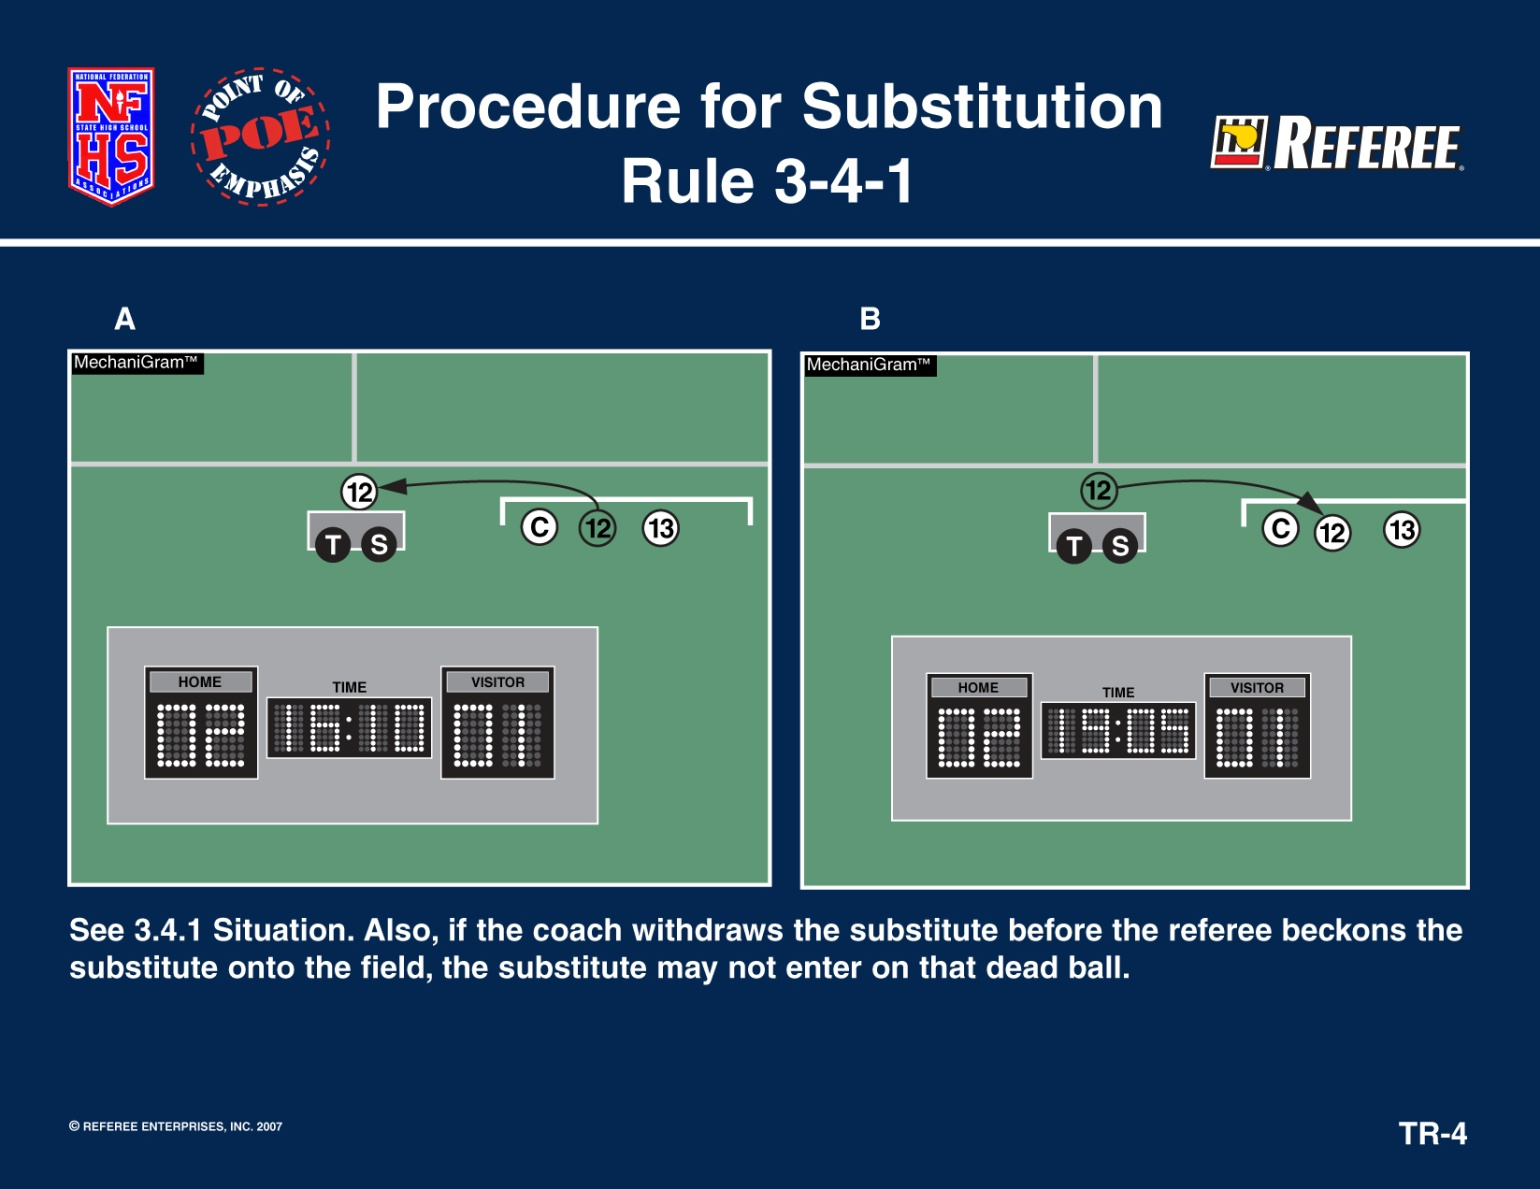 NATIONAL FEDERATION
NF
STATE HIGH SCHOOL
HS
ASSOCIATIONS
POINT OF
POE
EMPHASIS
Procedure for Substitution
Rule 3-4-1
REFEREE®
A
B
MechaniGram™
12
C 12 13
T S
HOME TIME VISITOR
02 16:10 01
MechaniGram™
12
C 12 13
T S
HOME TIME VISITOR
02 19:05 01
See 3.4.1 Situation. Also, if the coach withdraws the substitute before the referee beckons the
substitute onto the field, the substitute may not enter on that dead ball.
© REFEREE ENTERPRISES, INC. 2007
TR-4